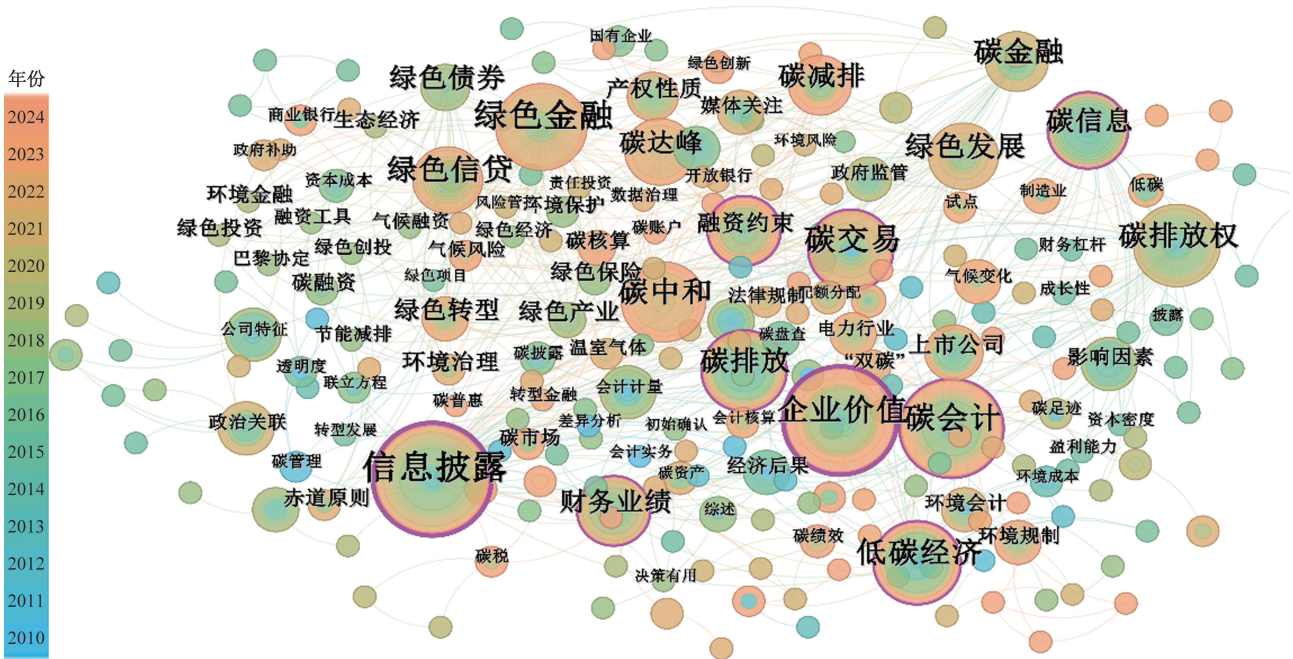 年份
2024
2023
2022
2021
2020
2019
2018
2017
2016
2015
2014
2013
2012
2011
2010
国有企业
碳金融
绿色债券
绿色创新
碳减排
产权性质
媒体关注
商业银行
生态经济
绿色金融
碳信息
政府补助
碳达峰
环境风险
绿色发展
绿色信贷
开放银行
政府监管
资本成本
责任投资
数据治理
低碳
制造业
环境金融
风险管控
环境保护
试点
融资工具
气候融资
融资约束
碳账户
绿色投资
绿色经济
碳核算
碳交易
碳排放权
绿色创投
气候风险
财务杠杆
巴黎协定
绿色项目
绿色保险
气候变化
碳融资
碳中和
法律规制
配额分配
成长性
绿色转型
绿色产业
披露
公司特征
节能减排
碳盘查
电力行业
上市公司
温室气体
碳披露
环境治理
碳排放
“双碳”
影响因素
透明度
联立方程
会计计量
碳普惠
转型金融
企业价值
碳会计
碳足迹
政治关联
差异分析
初始确认
会计核算
资本密度
转型发展
碳市场
盈利能力
碳管理
信息披露
会计实务
经济后果
碳资产
环境成本
赤道原则
财务业绩
综述
环境会计
碳绩效
环境规制
碳税
低碳经济
决策有用